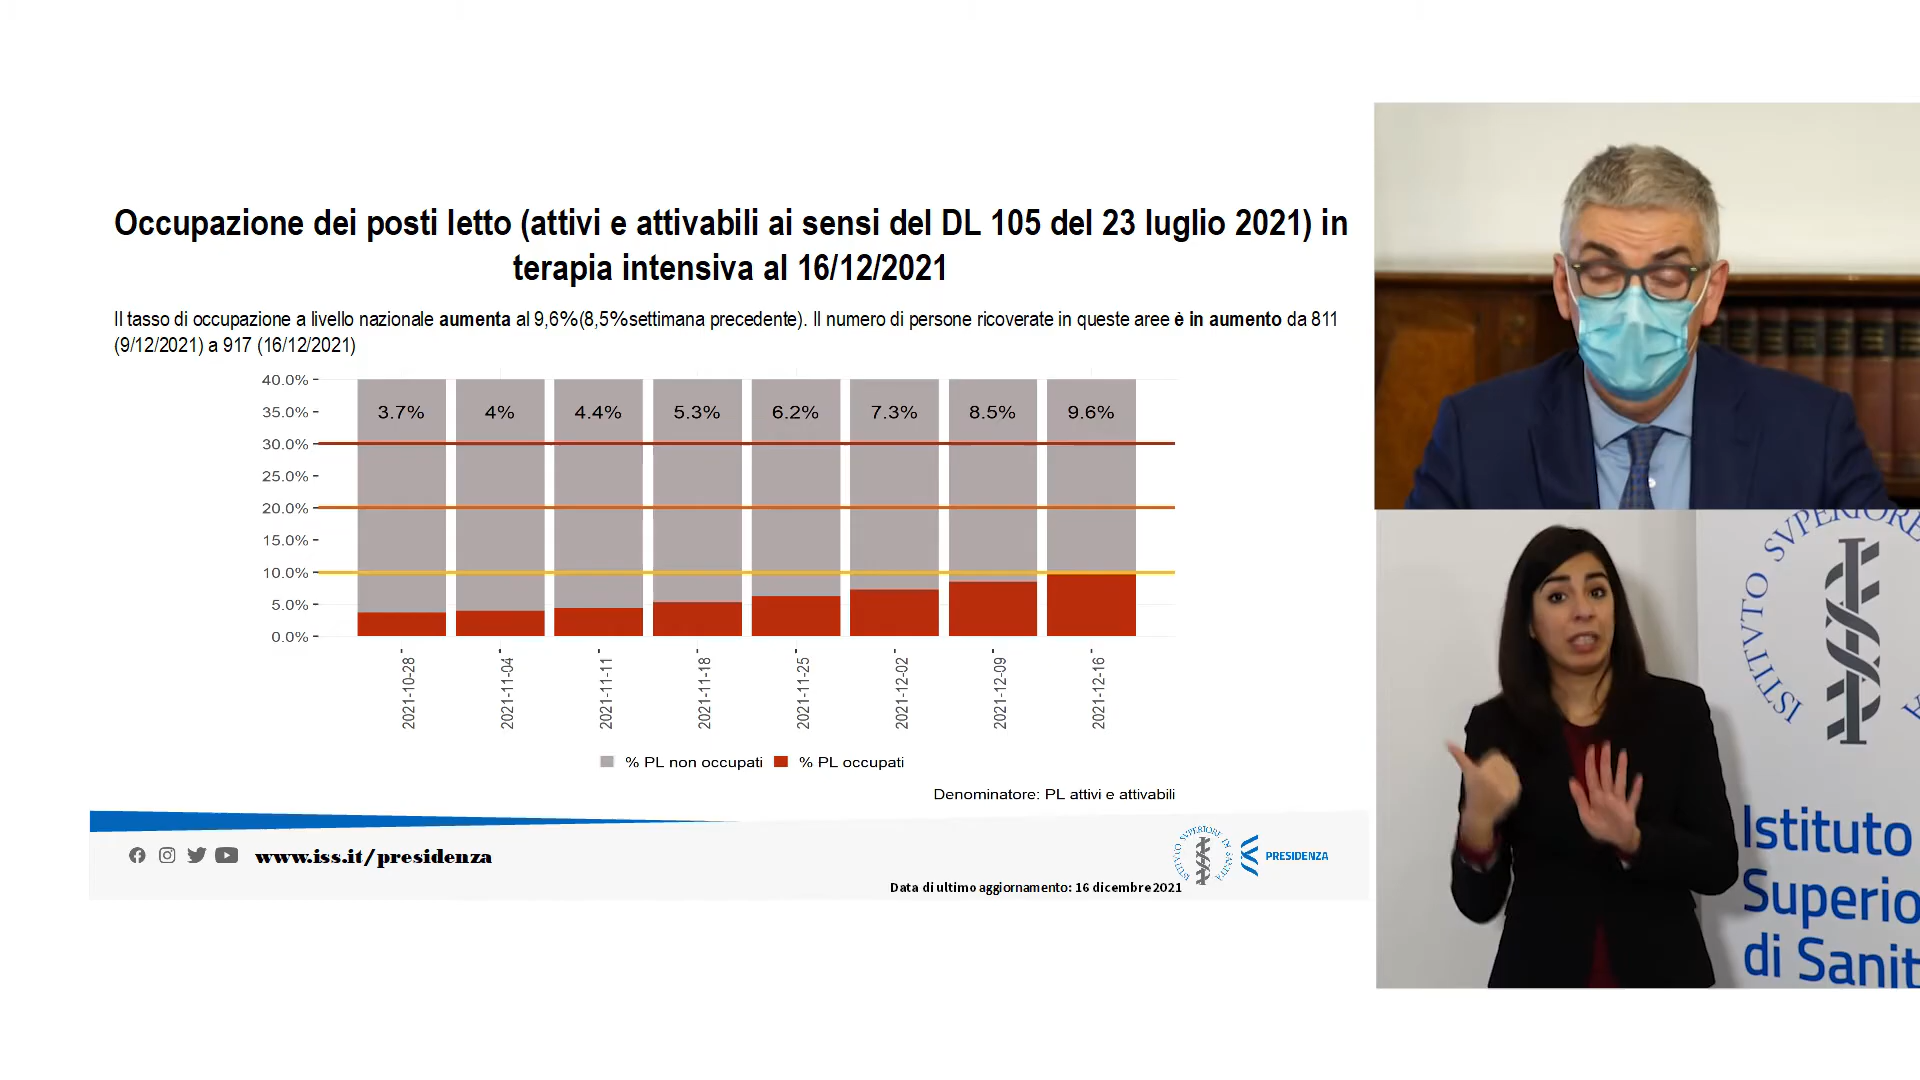 Occupazione dei posti letto (attivi e attivabili ai sensi del DL 105 del 23 luglio 2021) in
terapia intensiva al 16/12/2021
Il tasso di occupazione a livello nazionale aumenta al 9,6%(8,5%settimana precedente). Il numero di persone ricoverate in queste aree è in aumento da 811
(9/12/2021) a 917 (16/12/2021)
40.0%
35.0%
30.0%
25.0%
20.0%
15.0%
10.0%
5.0%
0.0%
3.7% 4% 4.4% 5.3% 6.2% 7.3% 8.5% 9.6%
2021-10-28
2021-11-04
2021-11-11
2021-11-18
2021-11-25
2021-12-02
2021-12-09
2021-12-16
% PL non occupati % PL occupati
Denominatore: PL attivi e attivabili
www.iss.it/presidenza
ISTITVTO SVPERIORE DI SANITÀ
PRESIDENZA
Data di ultimo aggiornamento: 16 dicembre 2021
ISTITVTO SVPERIORE
Istituto
Superio
di Sanit